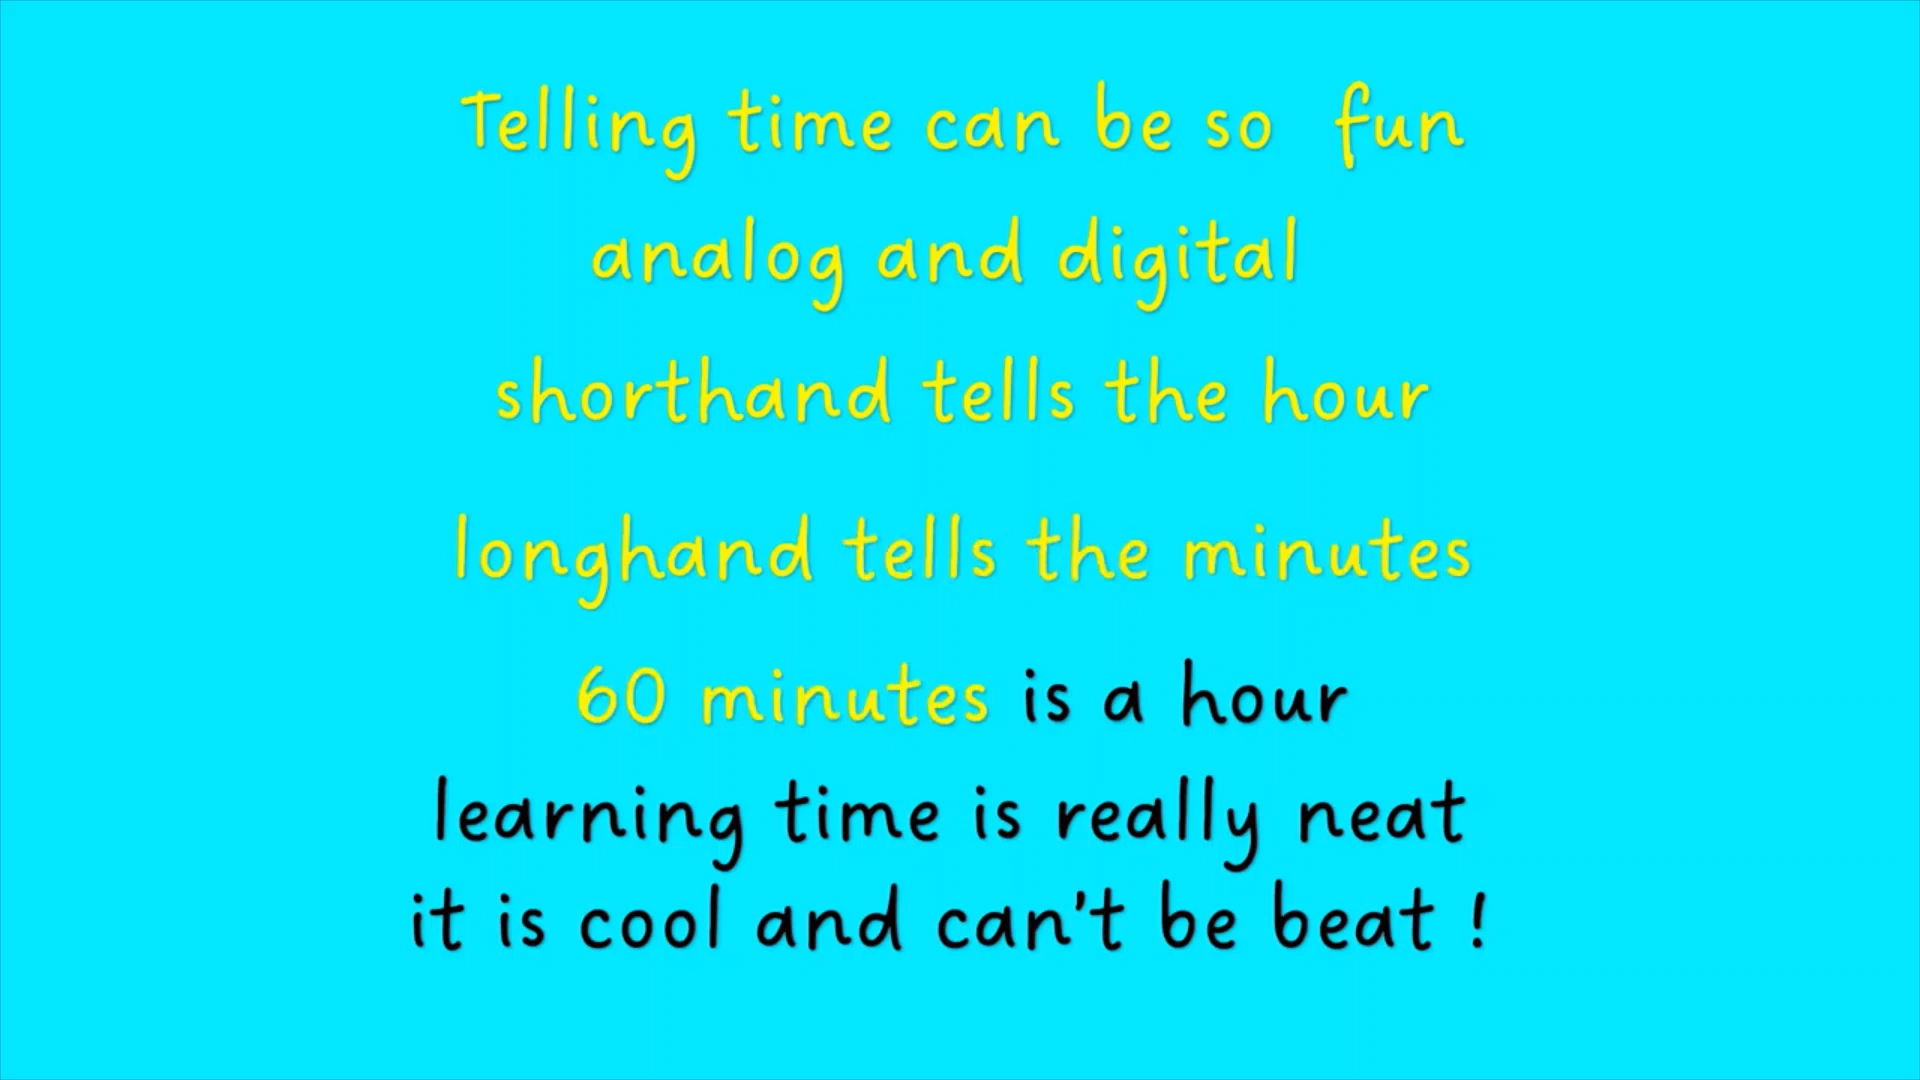 Telling time can be so fun
analog and digital
shorthand tells the hour
longhand tells the minutes
60 minutes is a hour
learning time is really neat
it is cool and can't be beat !